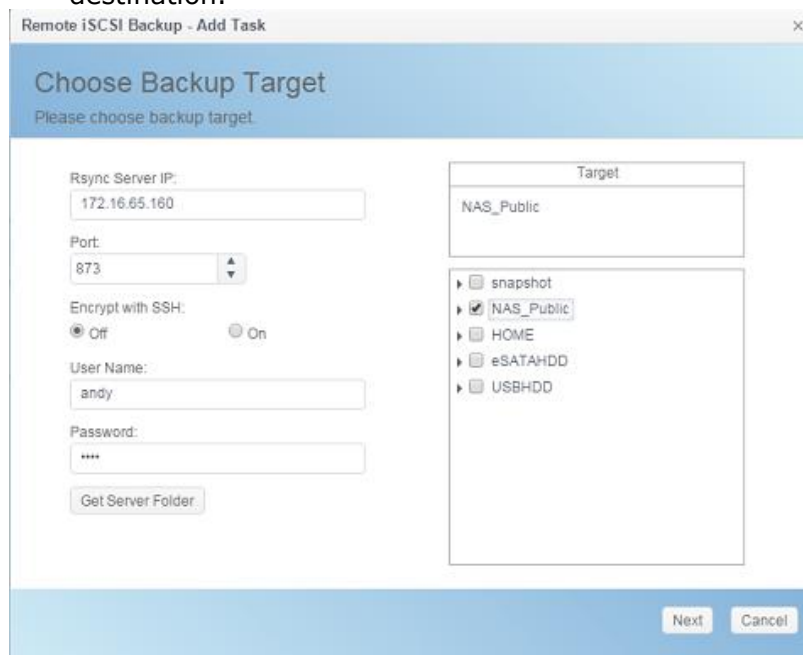 destination.
Remote iSCSI Backup - Add Task
Choose Backup Target
Please choose backup target.
Rsync Server IP:
172.16.65.160
Port:
873
Encrypt with SSH:
Off On
User Name:
andy
Password:
****
Get Server Folder
Target
NAS_Public
snapshot
NAS_Public
HOME
eSATAHDD
USBHDD
Next Cancel